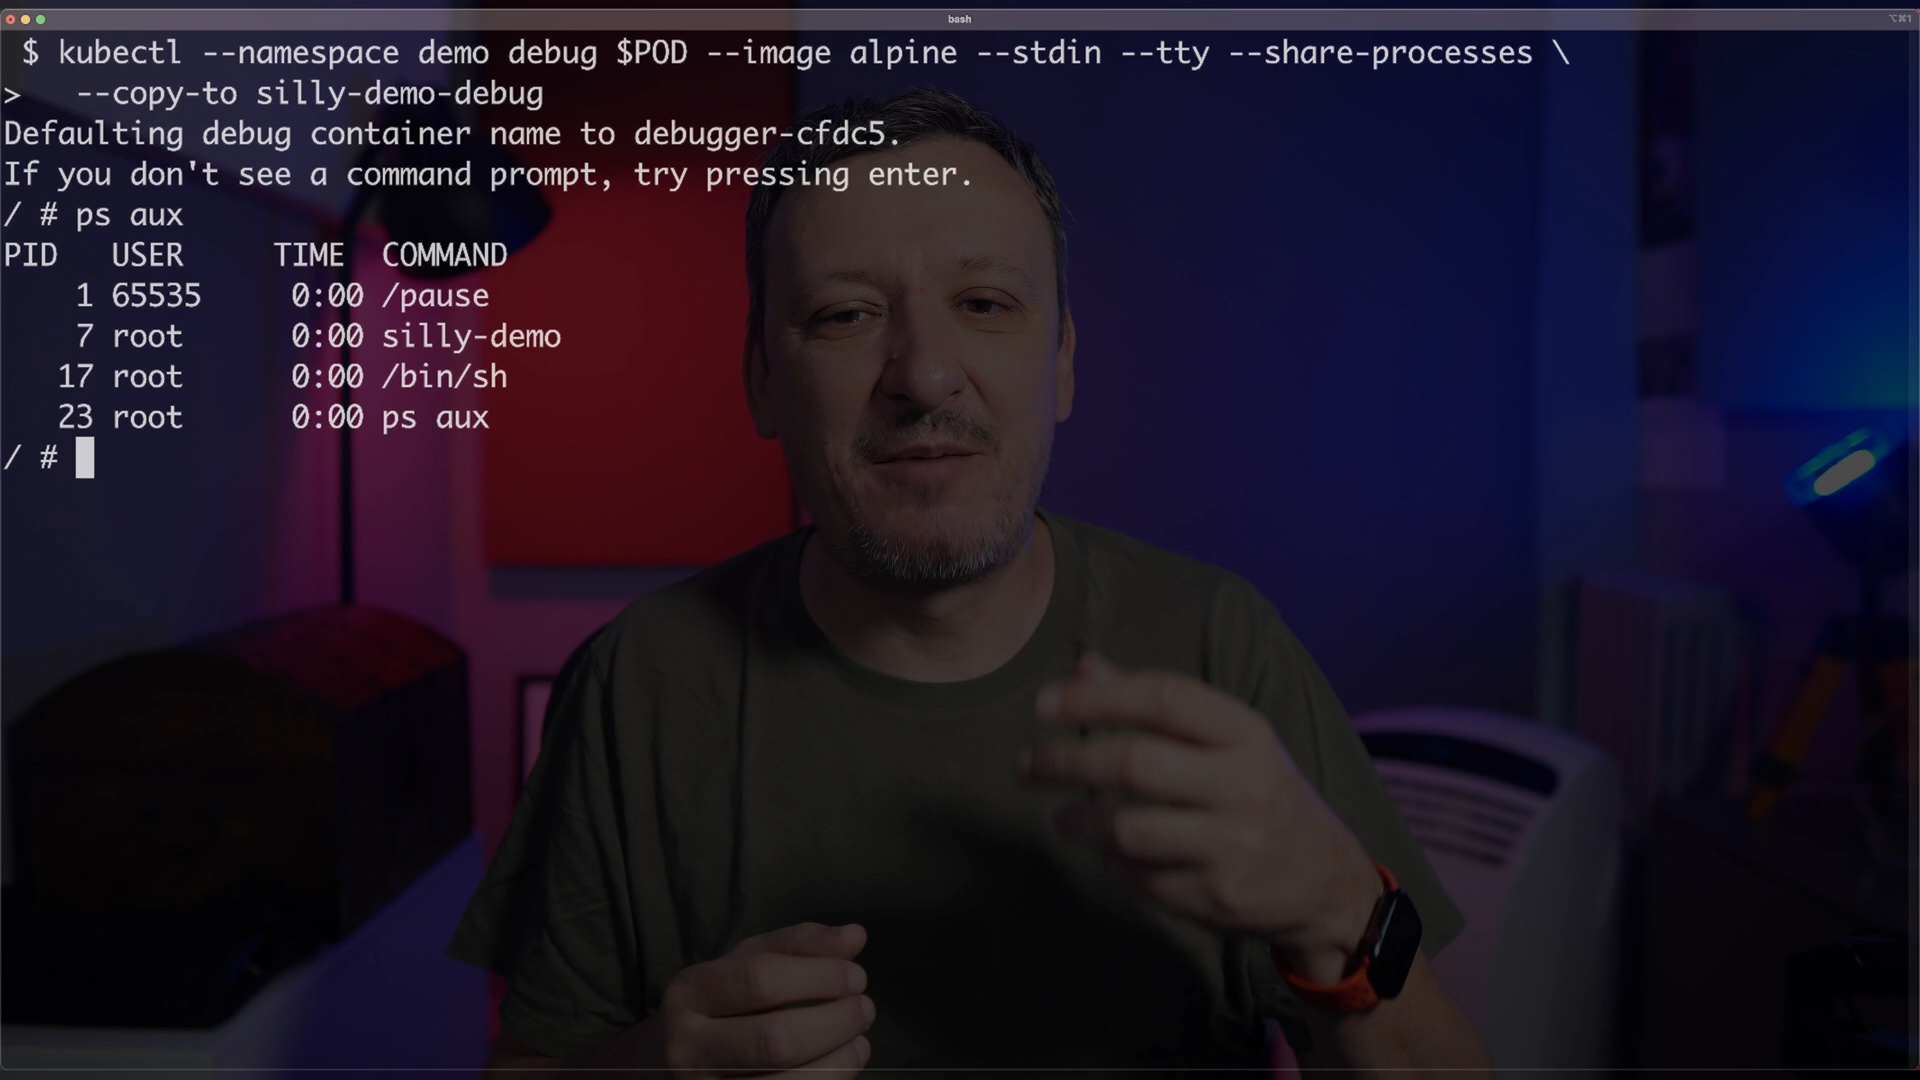 bash
⌥⌘1
$ kubectl --namespace demo debug $POD --image alpine --stdin --tty --share-processes \
>   --copy-to silly-demo-debug
Defaulting debug container name to debugger-cfdc5.
If you don't see a command prompt, try pressing enter.
/ # ps aux
PID   USER     TIME  COMMAND
    1 65535     0:00 /pause
    7 root      0:00 silly-demo
   17 root      0:00 /bin/sh
   23 root      0:00 ps aux
/ #